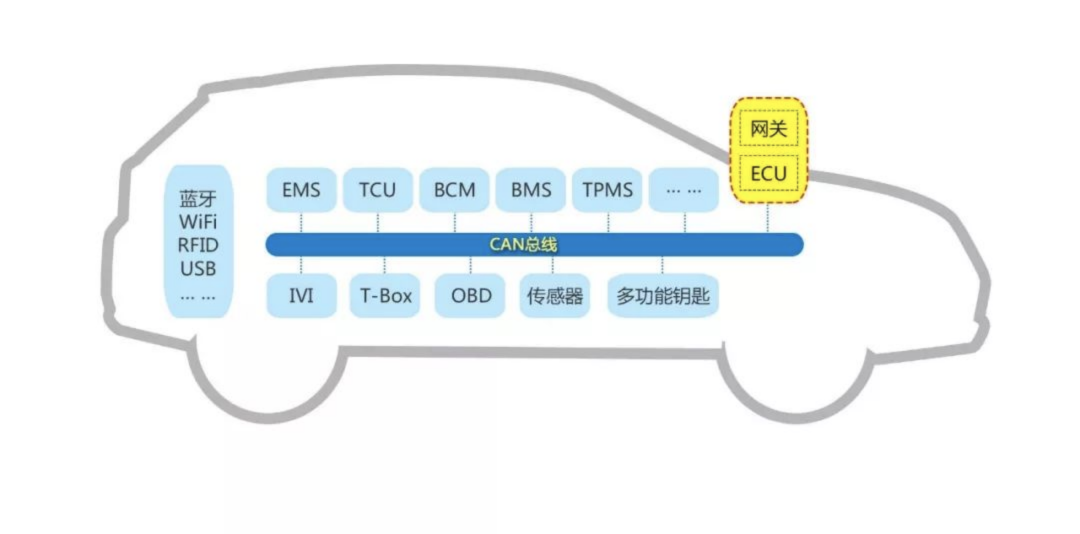 网关
ECU
蓝牙
WiFi
RFID
USB
... ...
EMS
TCU
BCM
BMS
TPMS
... ...
CAN总线
IVI
T-Box
OBD
传感器
多功能钥匙